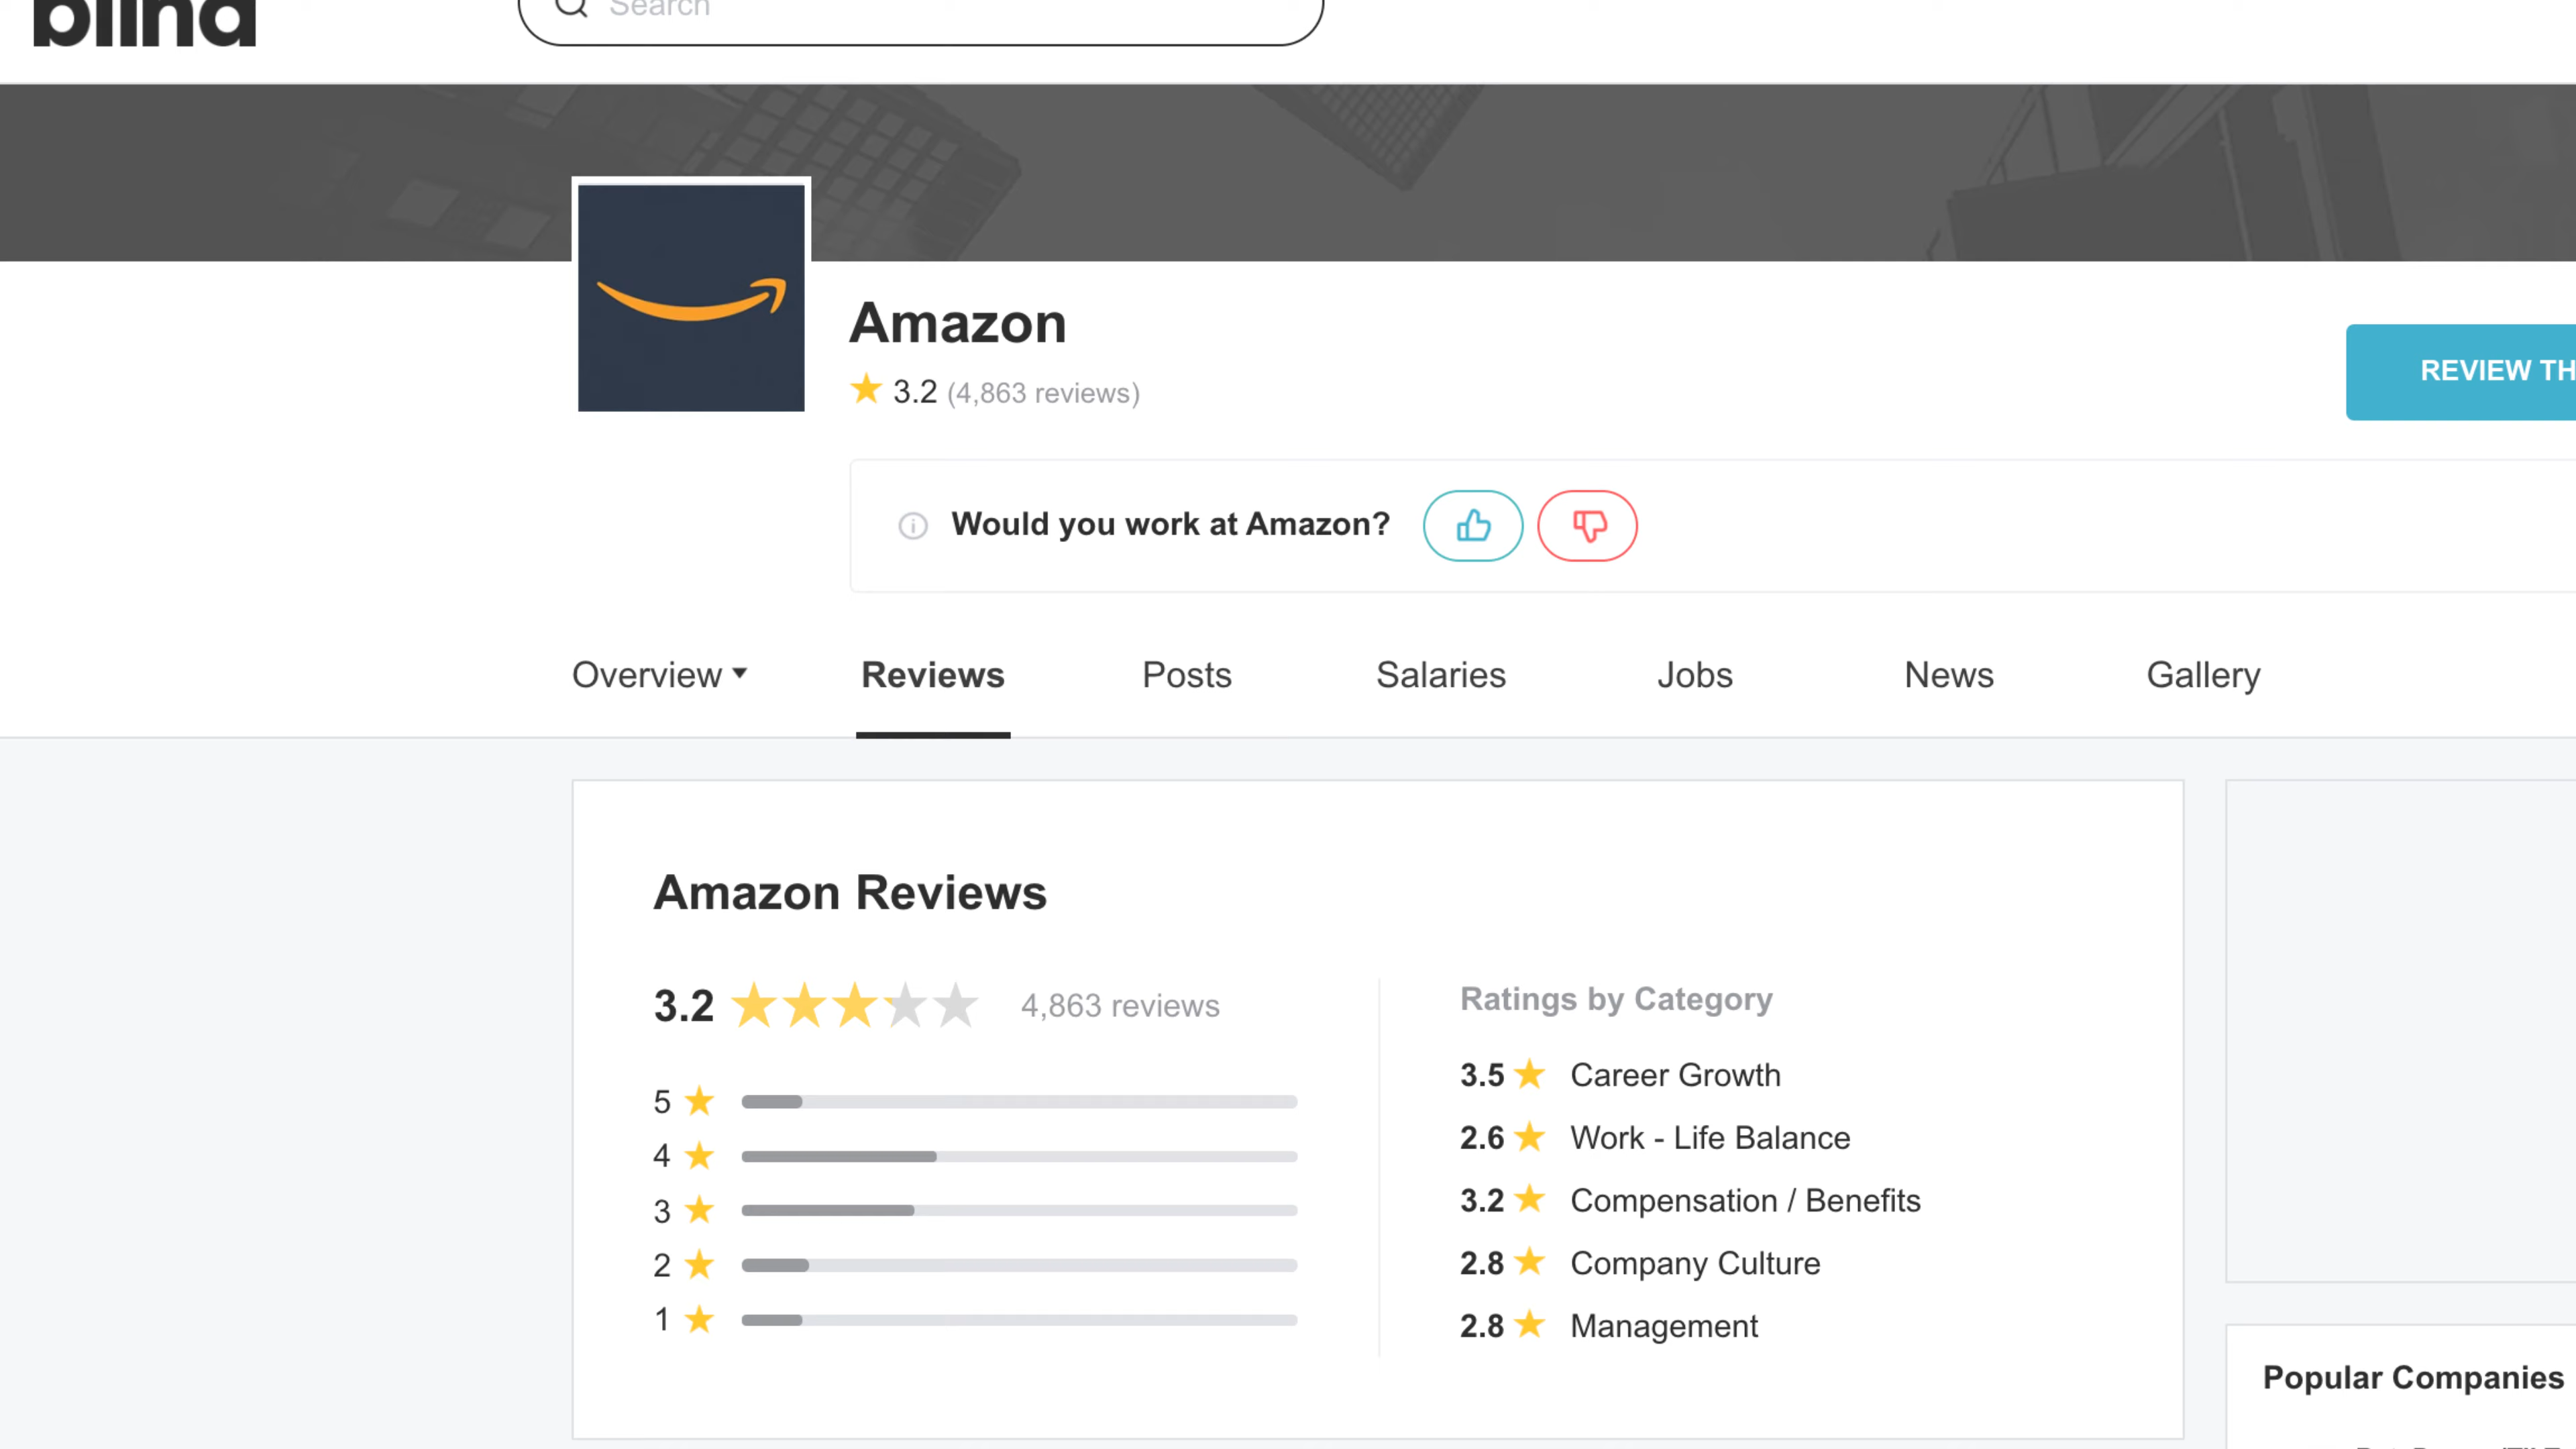 blind
Search
Amazon
3.2 (4,863 reviews)
REVIEW TH
Would you work at Amazon?
Overview
Reviews
Posts
Salaries
Jobs
News
Gallery
Amazon Reviews
3.2
4,863 reviews
5
4
3
2
1
Ratings by Category
3.5 Career Growth
2.6 Work - Life Balance
3.2 Compensation / Benefits
2.8 Company Culture
2.8 Management
Popular Companies